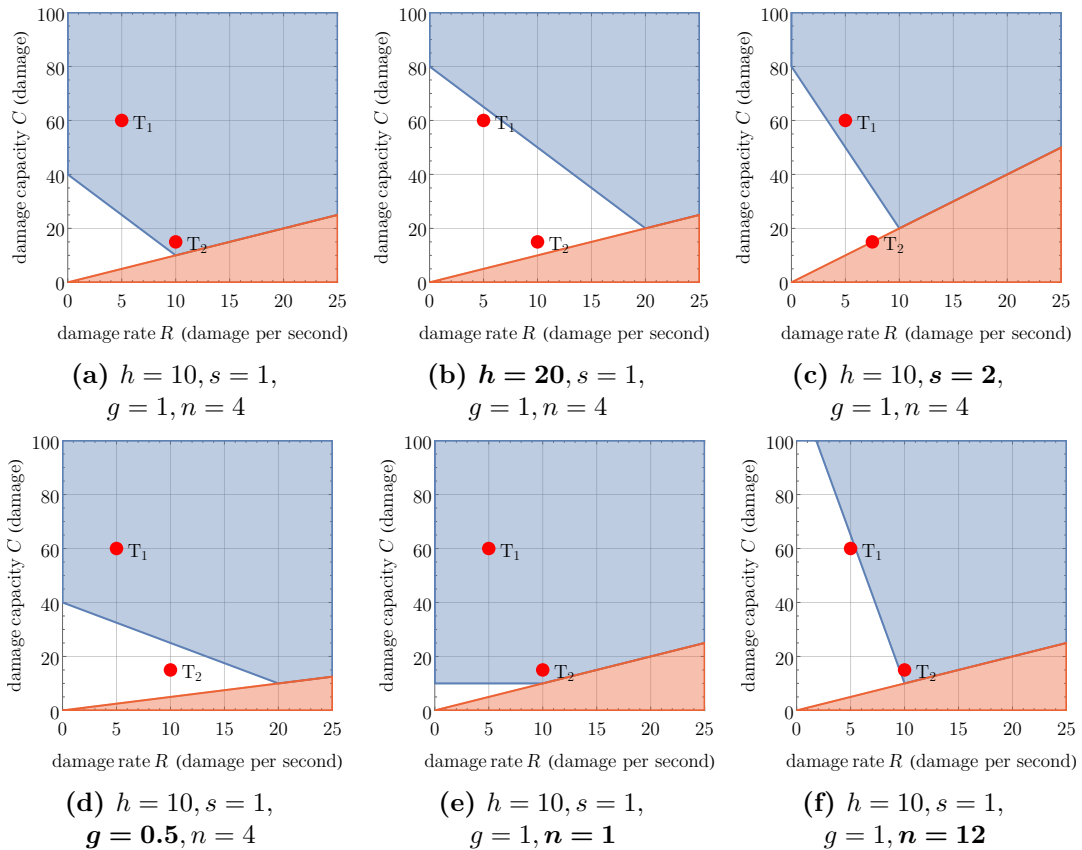 damage capacity C (damage)
100
80
60
40
20
0
T₁
T₂
0 5 10 15 20 25
damage rate R (damage per second)
(a) h = 10, s = 1,
g = 1, n = 4
damage capacity C (damage)
100
80
60
40
20
0
T₁
T₂
0 5 10 15 20 25
damage rate R (damage per second)
(b) h = 20, s = 1,
g = 1, n = 4
damage capacity C (damage)
100
80
60
40
20
0
T₁
T₂
0 5 10 15 20 25
damage rate R (damage per second)
(c) h = 10, s = 2,
g = 1, n = 4
damage capacity C (damage)
100
80
60
40
20
0
T₁
T₂
0 5 10 15 20 25
damage rate R (damage per second)
(d) h = 10, s = 1,
g = 0.5, n = 4
damage capacity C (damage)
100
80
60
40
20
0
T₁
T₂
0 5 10 15 20 25
damage rate R (damage per second)
(e) h = 10, s = 1,
g = 1, n = 1
damage capacity C (damage)
100
80
60
40
20
0
T₁
T₂
0 5 10 15 20 25
damage rate R (damage per second)
(f) h = 10, s = 1,
g = 1, n = 12